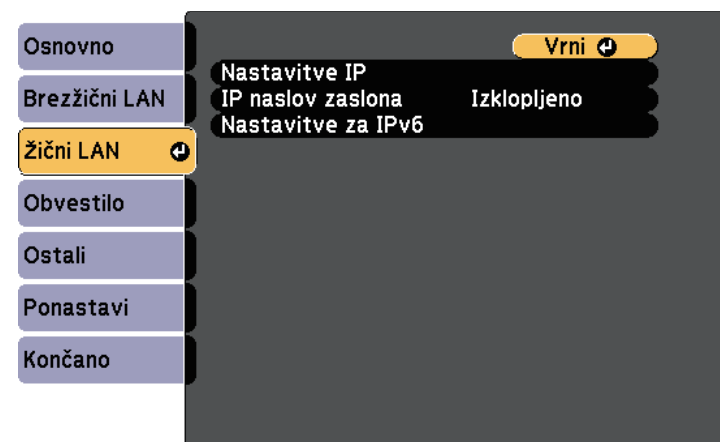 Osnovno
Brezžični LAN
Žični LAN
Obvestilo
Ostali
Ponastavi
Končano
Vrni
Nastavitve IP
IP naslov zaslona Izklopljeno
Nastavitve za IPv6